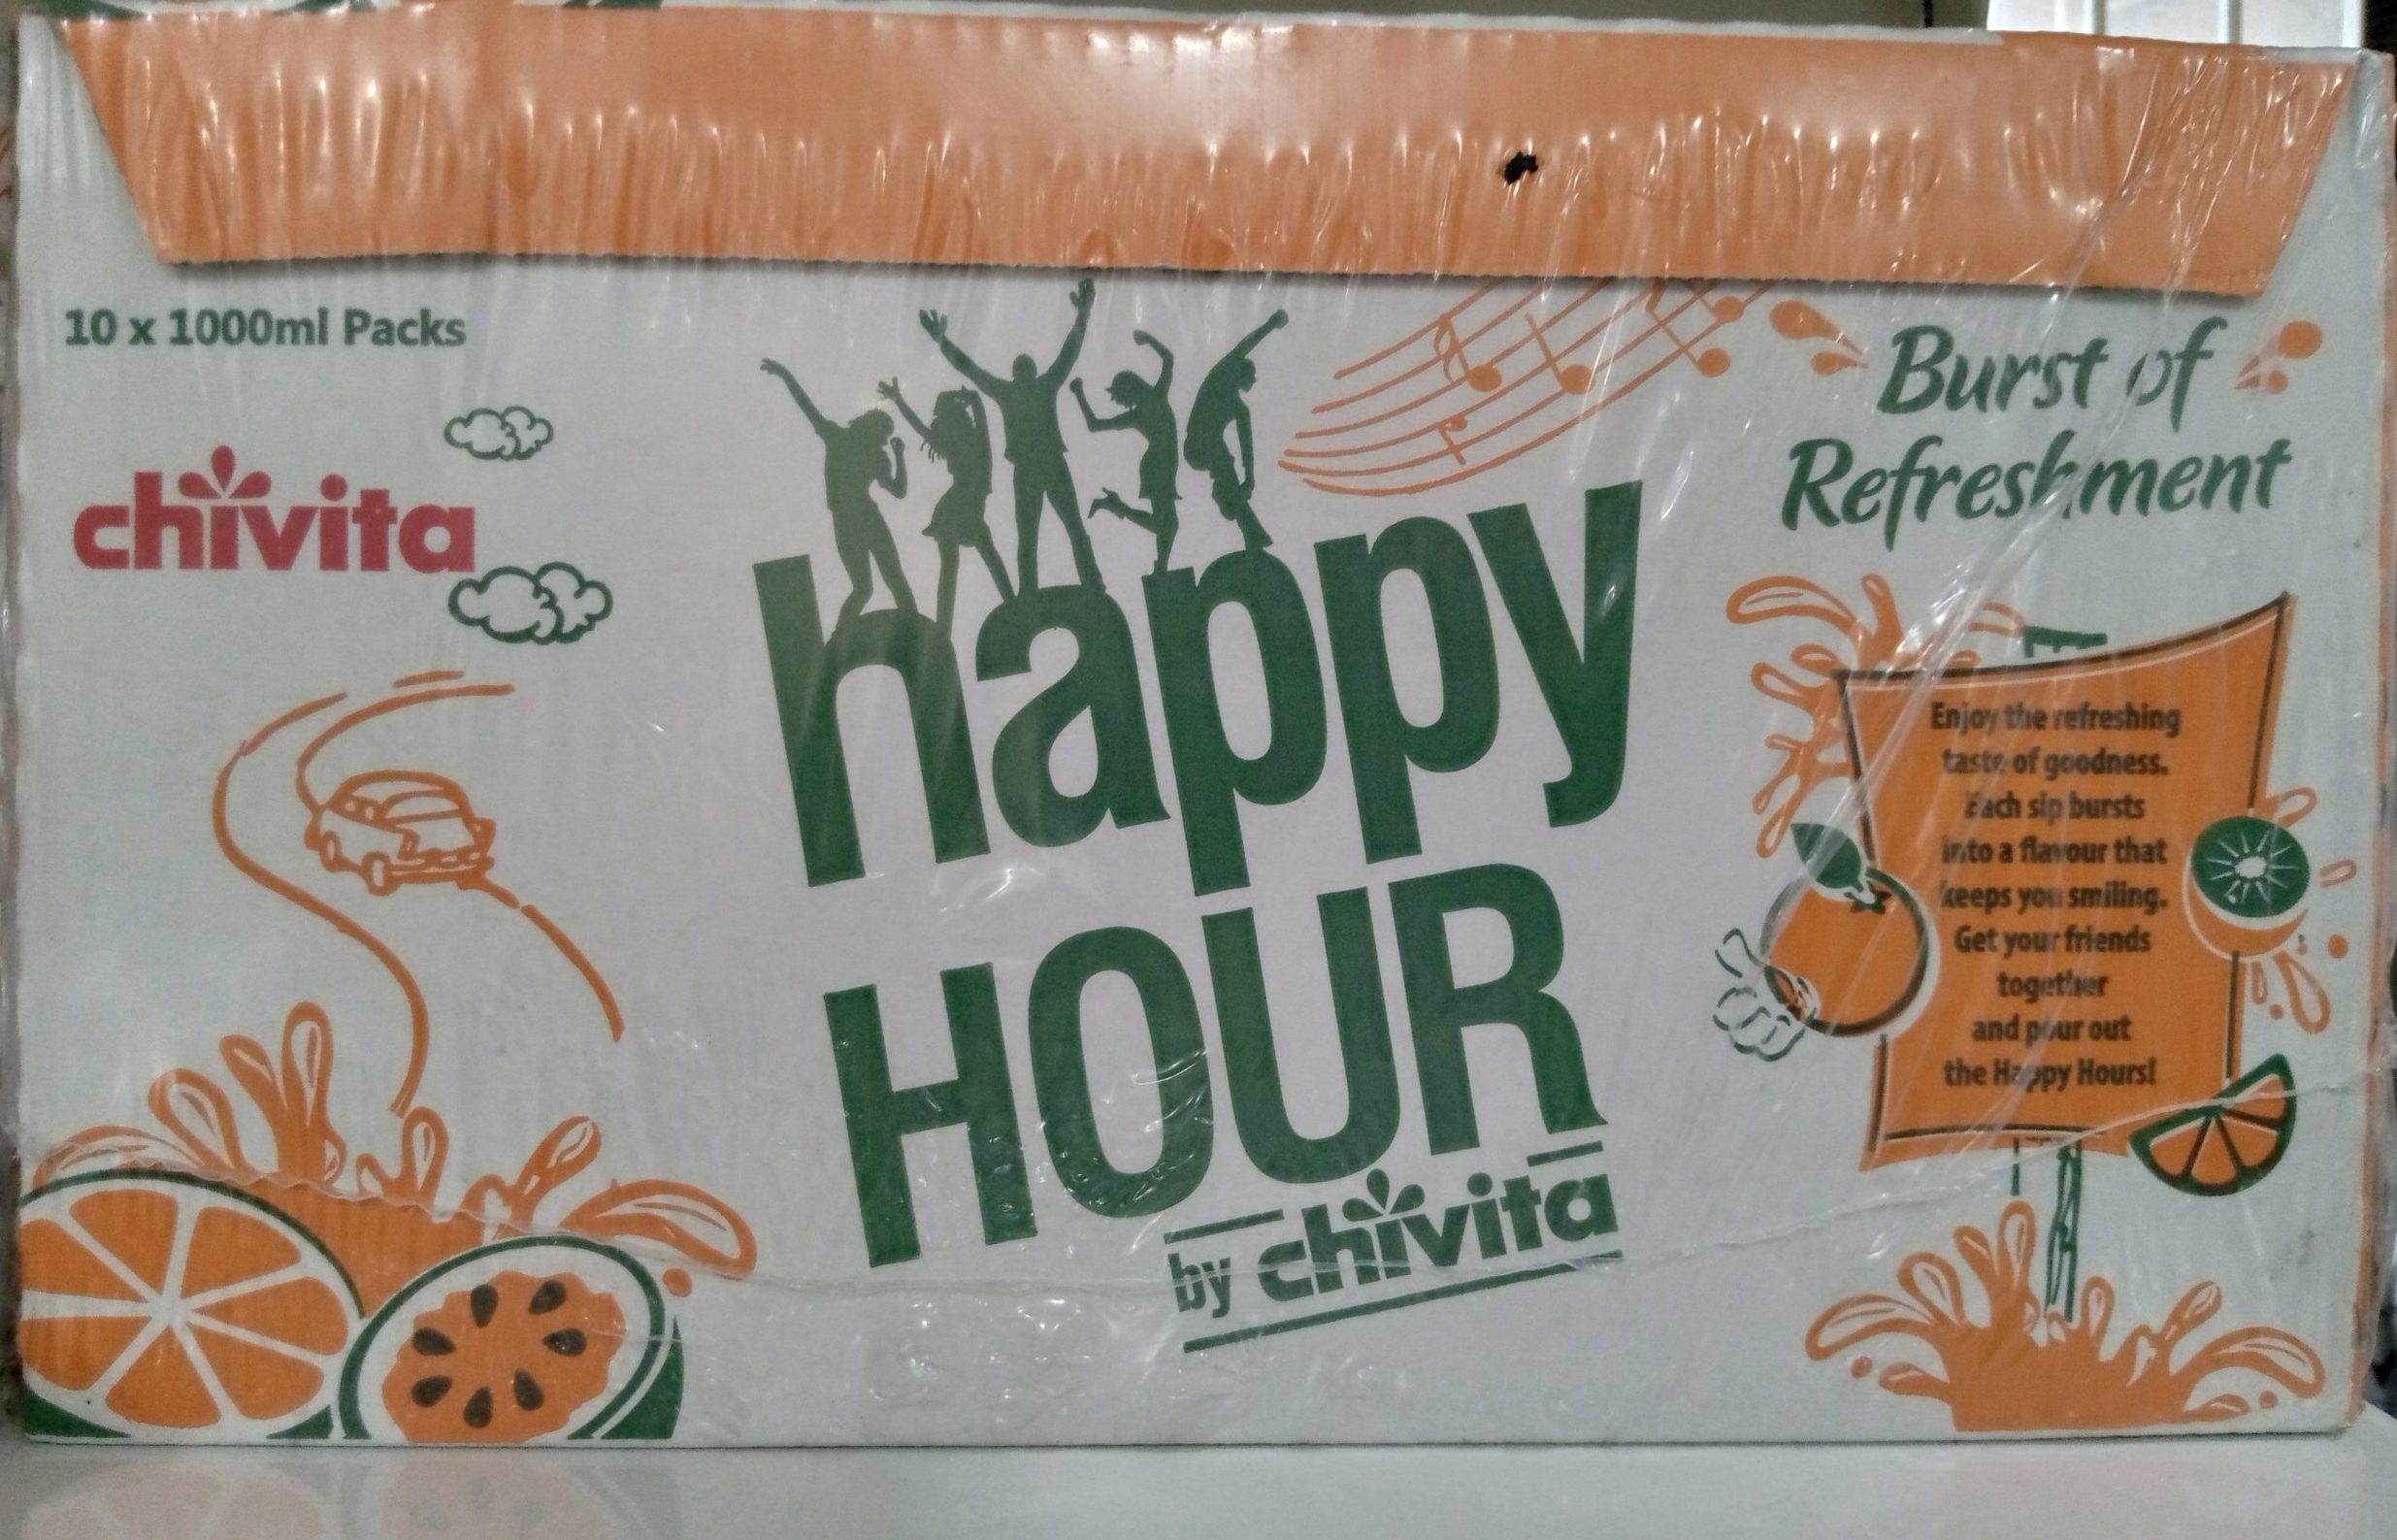 10 x 1000ml Packs
chivita
happy
HOUR
by chivita
Burst of
Refreshment
Enjoy the refreshing
taste of goodness.
Each sip bursts
into a flavour that
keeps you smiling.
Get your friends
together
and pour out
the Happy Hours!